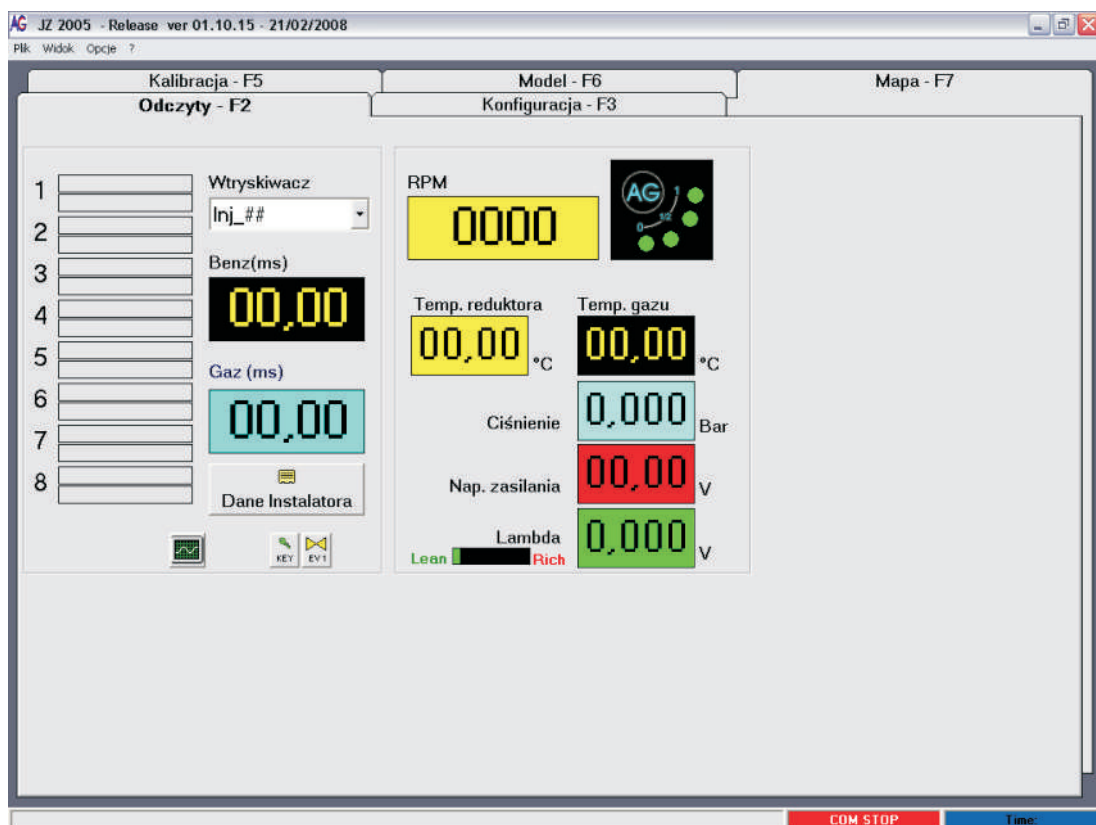 AG JZ 2005 - Release ver 01.10.15 - 21/02/2008
Plik Widok Opcje ?
Kalibracja - F5 Model - F6 Mapa - F7
Odczyty - F2 Konfiguracja - F3
1
2
3
4
5
6
7
8
Wtryskiwacz
Inj_##
Benz(ms)
00,00
Gaz (ms)
00,00
Dane Instalatora
KEY EV1
RPM
0000
AG
0 1/2 1
Temp. reduktora
00,00 °C
Temp. gazu
00,00 °C
Ciśnienie 0,000 Bar
Nap. zasilania 00,00 V
Lambda 0,000 V
Lean Rich
COM STOP Time: